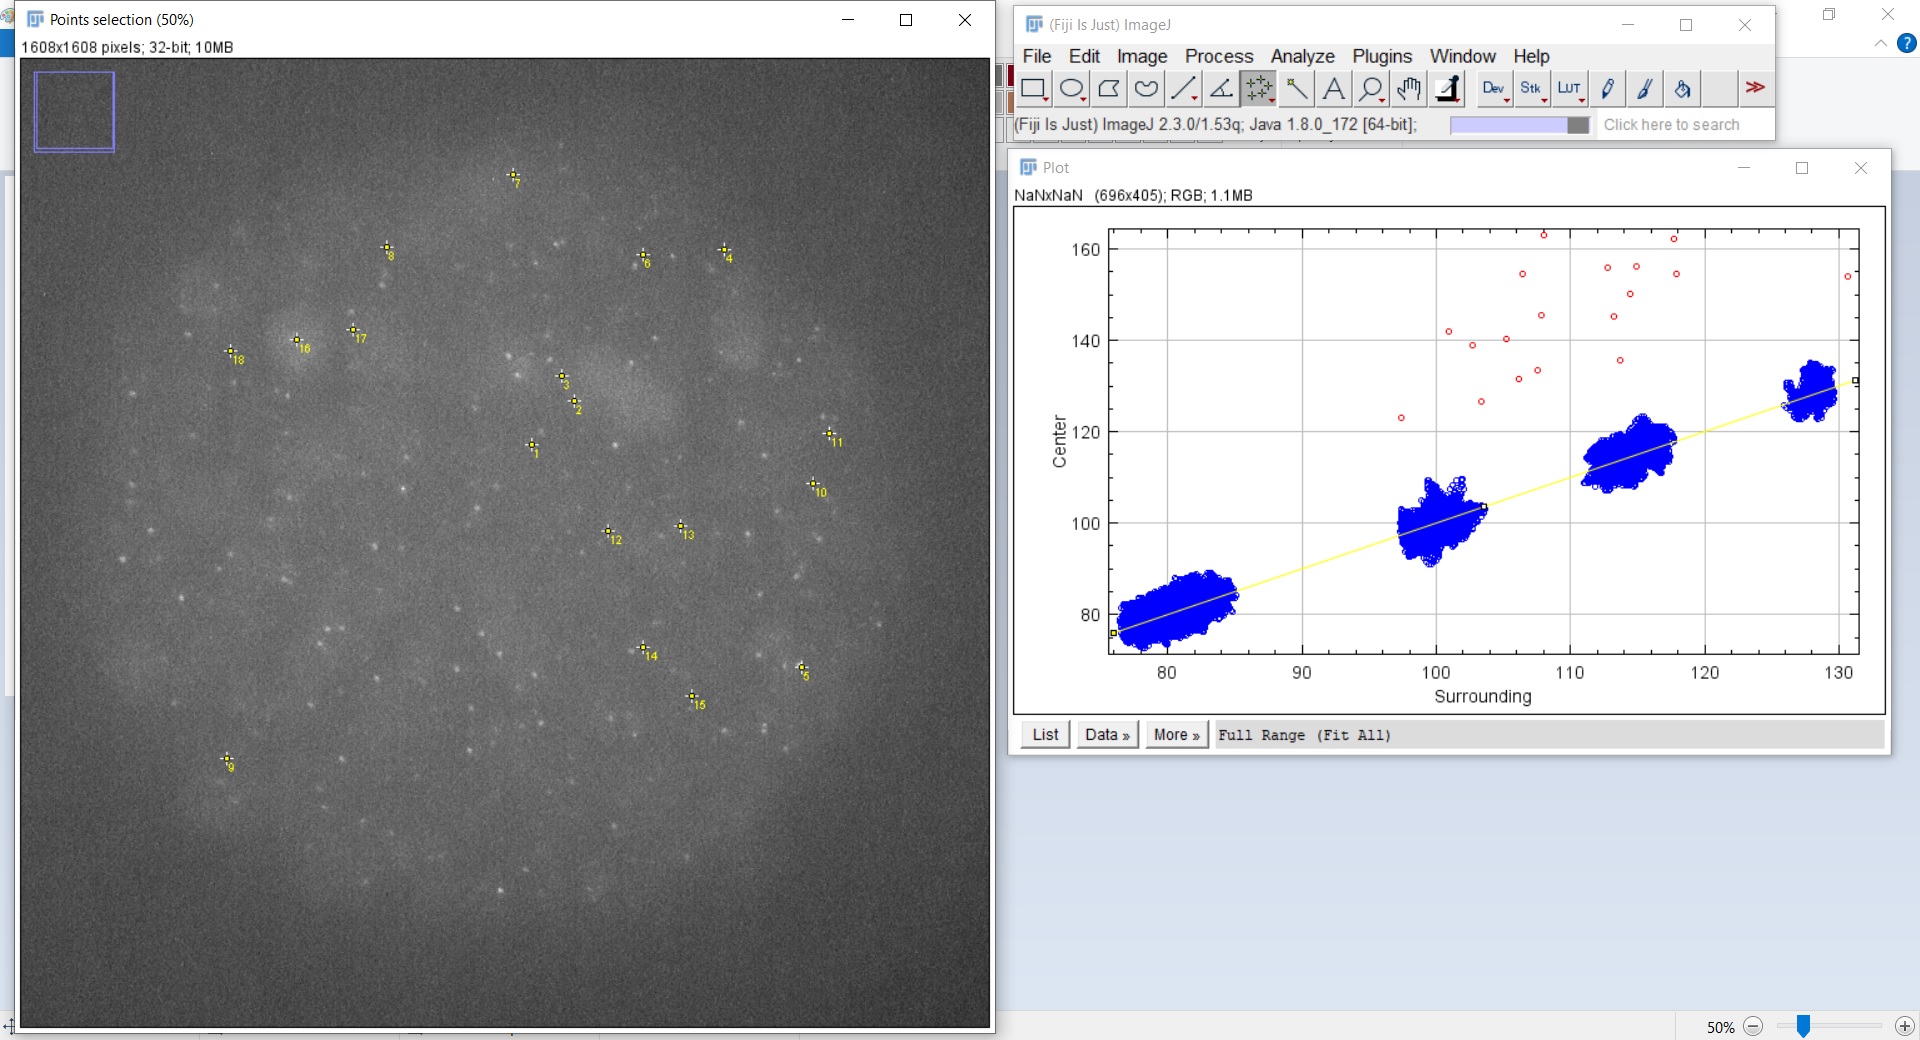 Points selection (50%)
1608x1608 pixels; 32-bit; 10MB
7
8
6
4
17
16
18
3
2
1
11
10
12
13
14
5
15
9
(Fiji Is Just) ImageJ
File Edit Image Process Analyze Plugins Window Help
A Dev Stk LUT >>
(Fiji Is Just) ImageJ 2.3.0/1.53q; Java 1.8.0_172 [64-bit]; Click here to search
Plot
NaNxNaN (696x405); RGB; 1.1MB
160
140
120
100
80
Center
80 90 100 110 120 130
Surrounding
List Data » More » Full Range (Fit All)
?
50%